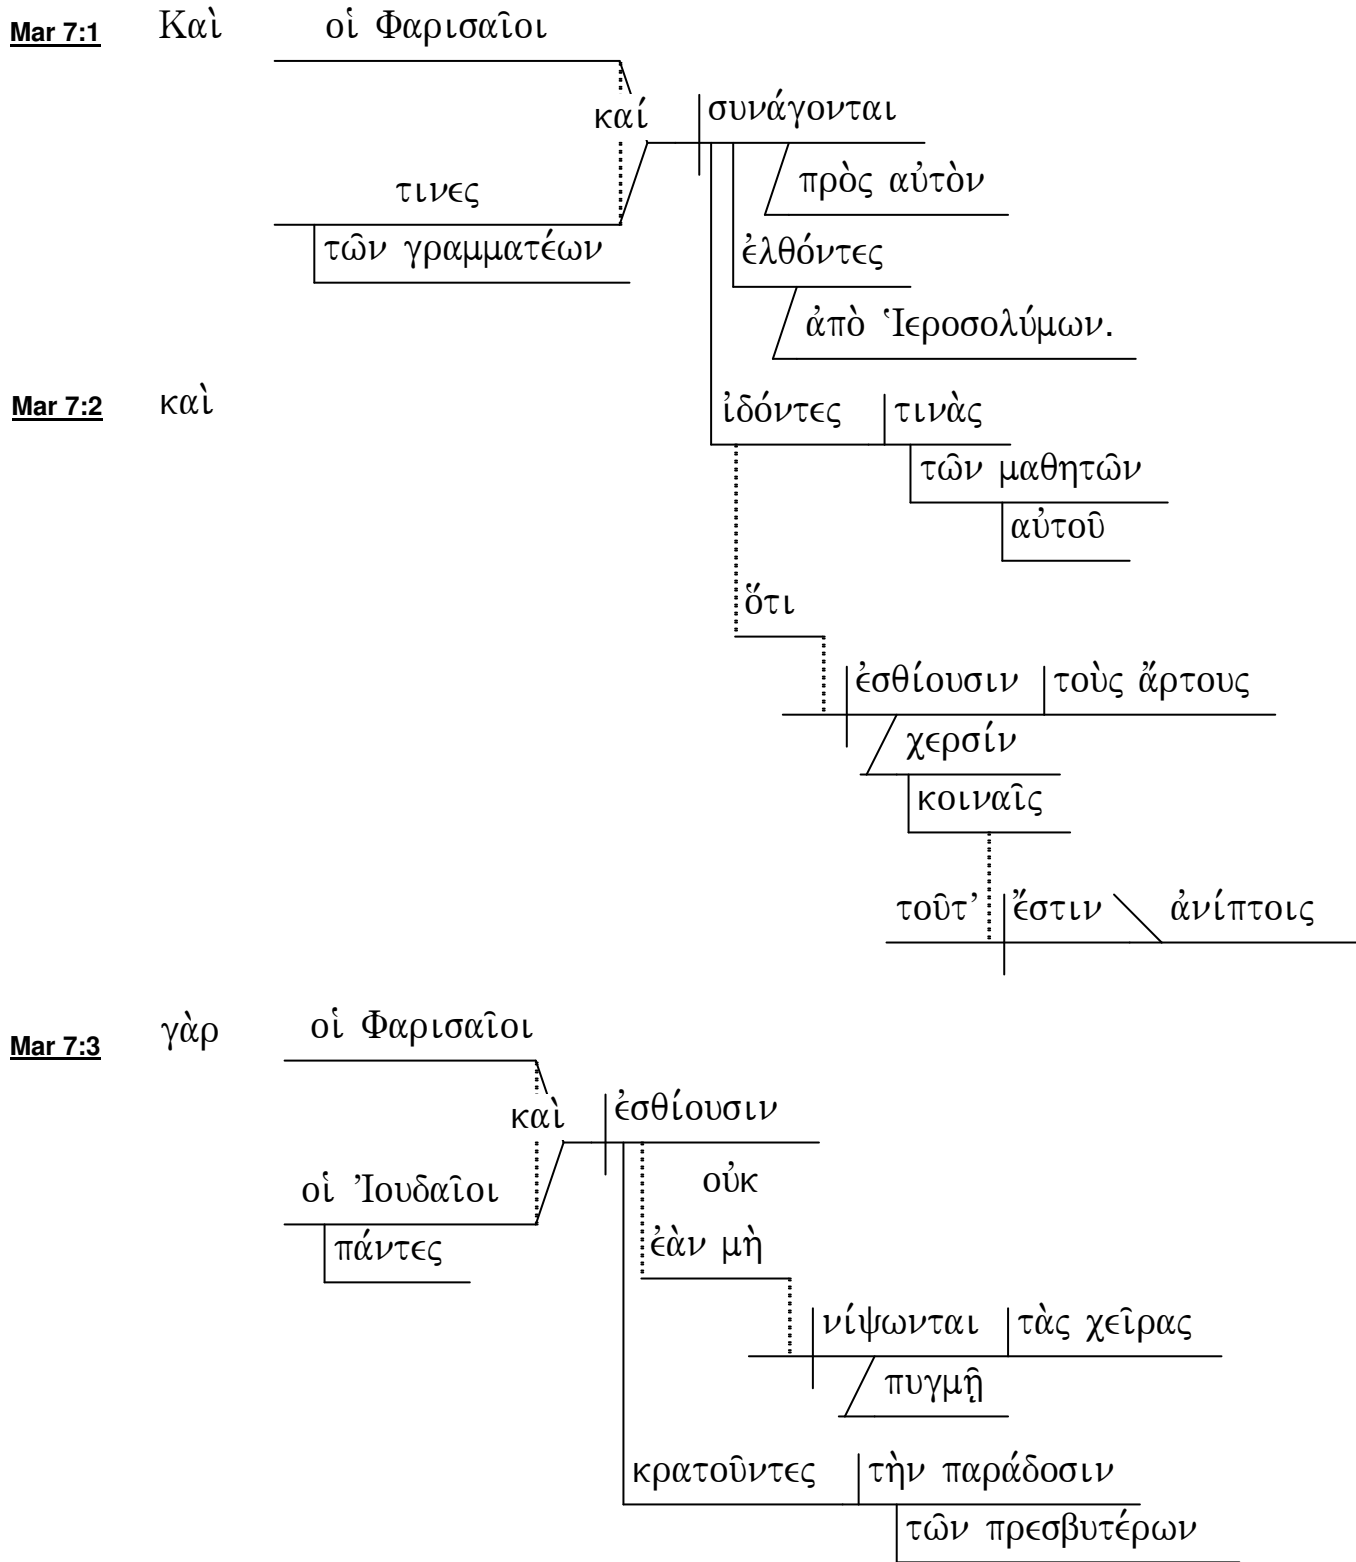 Mar 7:1 Καὶ οἱ Φαρισαῖοι
καί συνάγονται
τινες πρὸς αὐτὸν
τῶν γραμματέων ἐλθόντες
ἀπὸ Ἱεροσολύμων.
Mar 7:2 καὶ ἰδόντες τινὰς
τῶν μαθητῶν
αὐτοῦ
ὅτι
ἐσθίουσιν τοὺς ἄρτους
χερσίν
κοιναῖς
τοῦτ’ ἔστιν ἀνίπτοις
Mar 7:3 γὰρ οἱ Φαρισαῖοι
καὶ ἐσθίουσιν
οἱ Ἰουδαῖοι οὐκ
πάντες ἐὰν μὴ
νίψωνται τὰς χεῖρας
πυγμῇ
κρατοῦντες τὴν παράδοσιν
τῶν πρεσβυτέρων